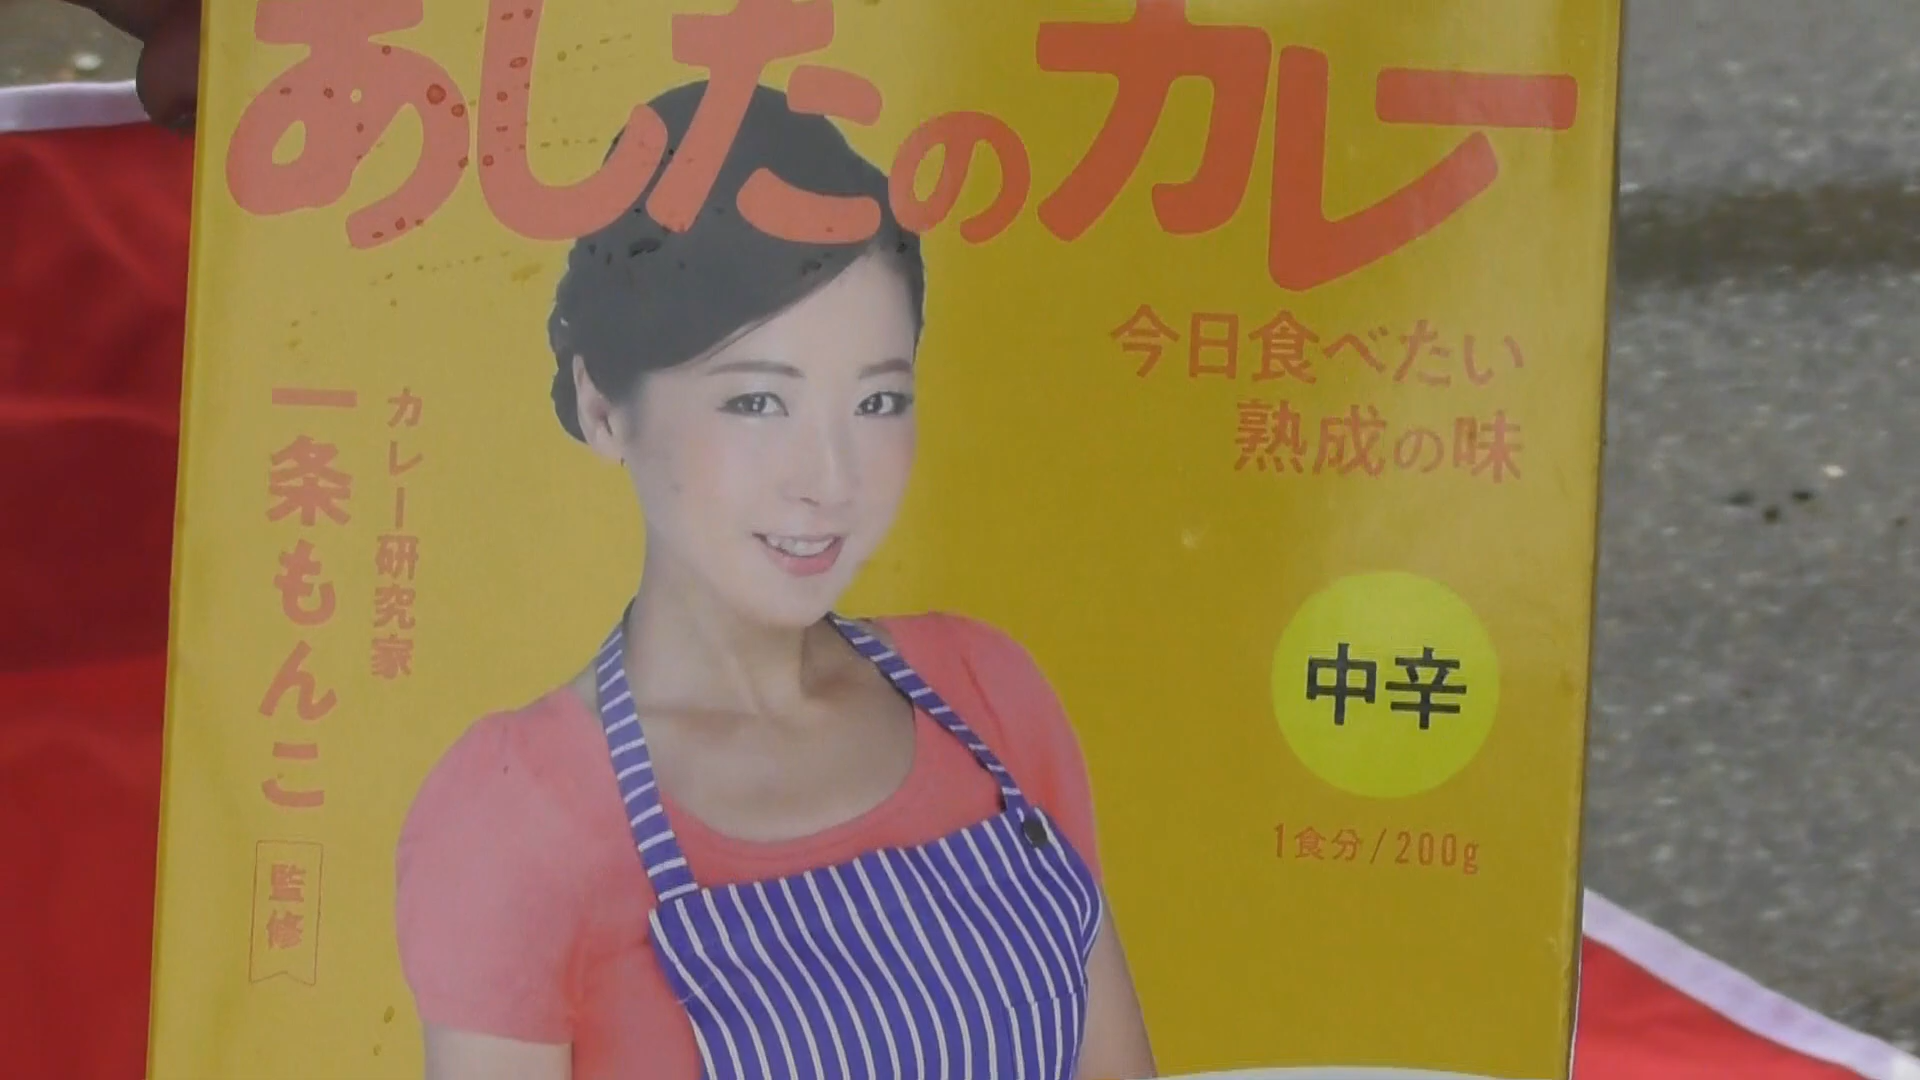 あしたのカレー
今日食べたい
熟成の味
カレー研究家
一条もんこ
監修
中辛
1食分/200g